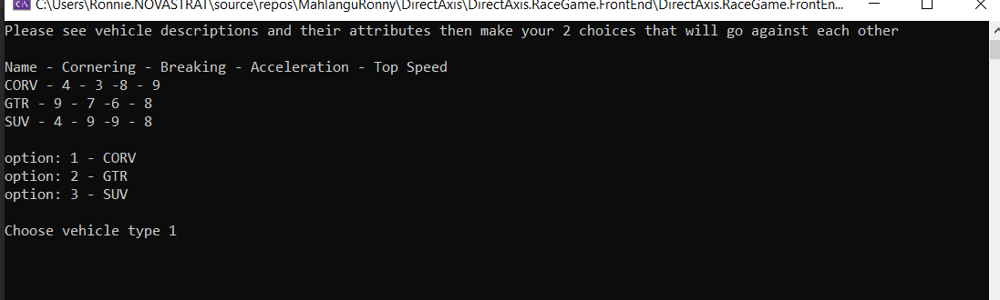 C:\Users\Ronnie.NOVASTRAT\source\repos\MahlanguRonny\DirectAxis\DirectAxis.RaceGame.FrontEnd\DirectAxis.RaceGame.FrontEn...
Please see vehicle descriptions and their attributes then make your 2 choices that will go against each other
Name - Cornering - Breaking - Acceleration - Top Speed
CORV - 4 - 3 -8 - 9
GTR - 9 - 7 -6 - 8
SUV - 4 - 9 -9 - 8
option: 1 - CORV
option: 2 - GTR
option: 3 - SUV
Choose vehicle type 1